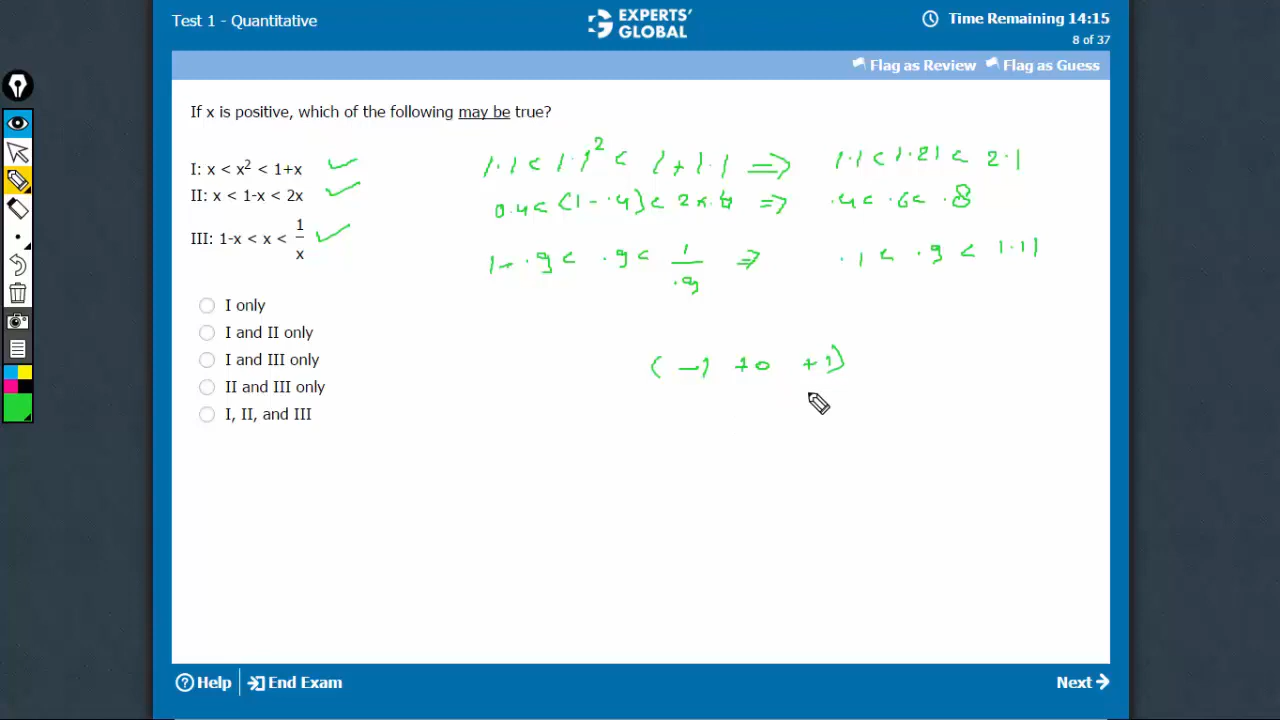 Test 1 - Quantitative
EXPERTS’
GLOBAL
Time Remaining 14:15
8 of 37
Flag as Review Flag as Guess
If x is positive, which of the following may be true?
I: x < x² < 1+x
1.1 < 1.1² < 1 + 1.1 ⇒ 1.1 < 1.21 < 2.1
II: x < 1-x < 2x
0.4 < (1 - .4) < 2 x .4 ⇒ .4 < .6 < .8
III: 1-x < x < 1/x
1 - .9 < .9 < 1/.9 ⇒ .1 < .9 < 1.11
I only
I and II only
I and III only
II and III only
I, II, and III
( -1 to +1)
Help
End Exam
Next